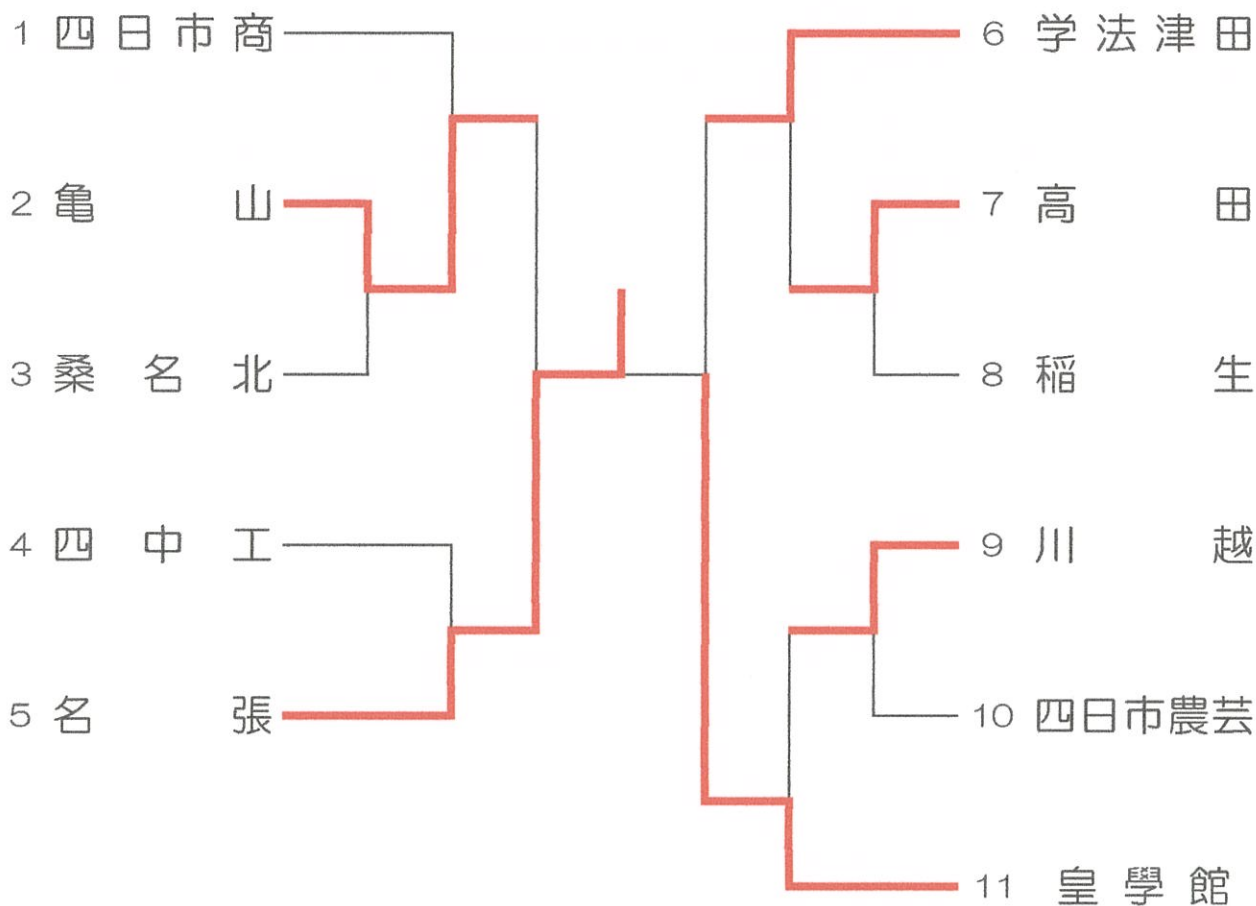 1 四日市商
2 亀山
3 桑名北
4 四中工
5 名張
6 学法津田
7 高田
8 稲生
9 川越
10 四日市農芸
11 皇學館